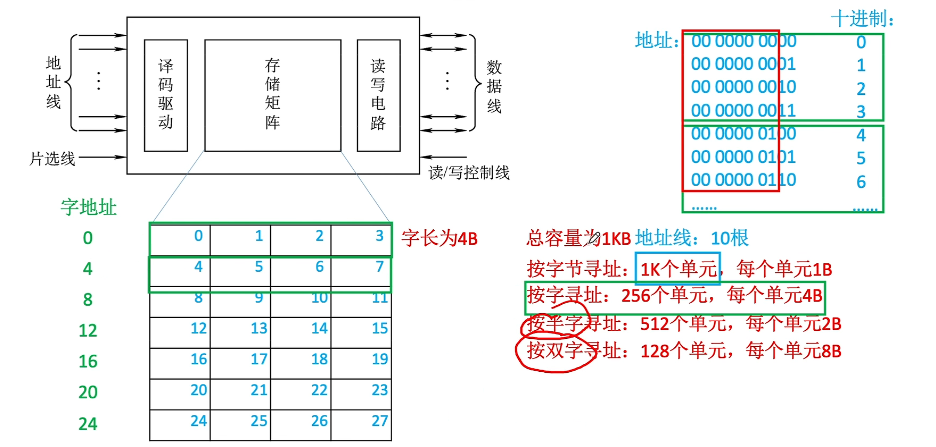 地址线
⋮
译码驱动
存储矩阵
读写电路
⋮
数据线
片选线
读/写控制线
十进制:
地址:
00 0000 0000 0
00 0000 0001 1
00 0000 0010 2
00 0000 0011 3
00 0000 0100 4
00 0000 0101 5
00 0000 0110 6
...... ......
字地址
0 0 1 2 3 字长为4B
4 4 5 6 7
8 8 9 10 11
12 12 13 14 15
16 16 17 18 19
20 20 21 22 23
24 24 25 26 27
总容量为1KB 地址线:10根
按字节寻址:1K个单元,每个单元1B
按字寻址:256个单元,每个单元4B
按半字寻址:512个单元,每个单元2B
按双字寻址:128个单元,每个单元8B